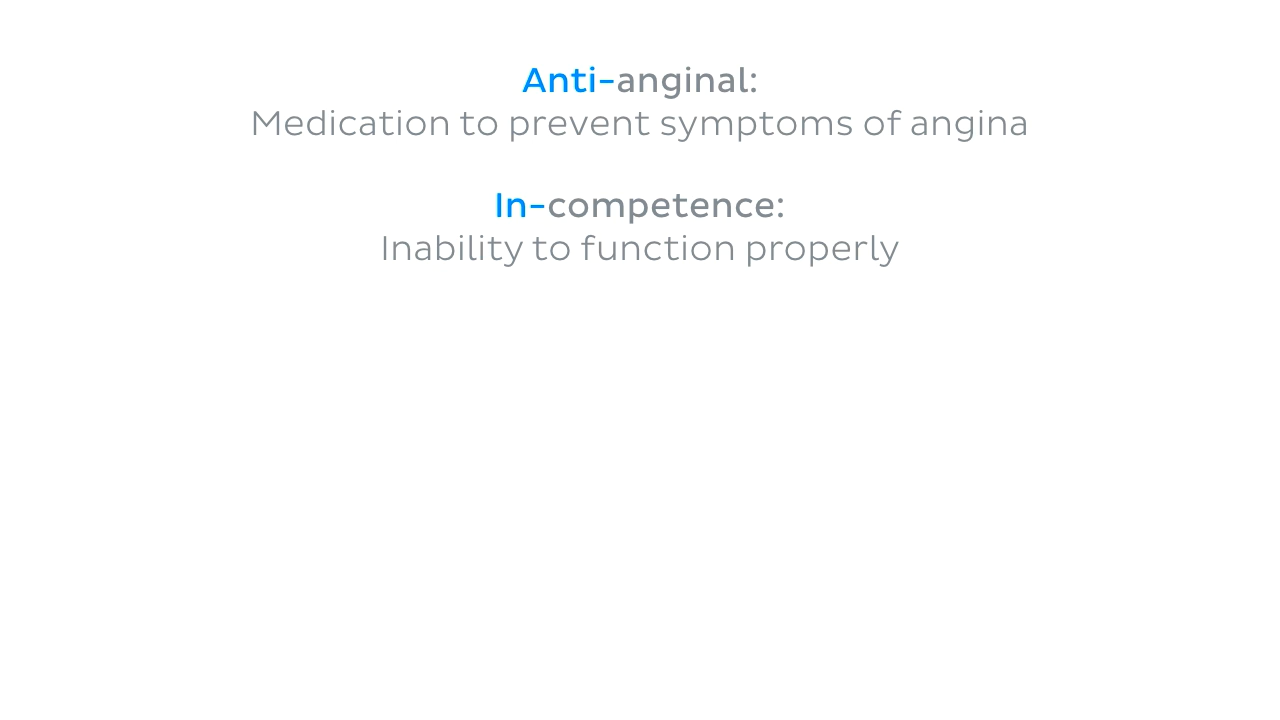 Anti-anginal:
Medication to prevent symptoms of angina
In-competence:
Inability to function properly